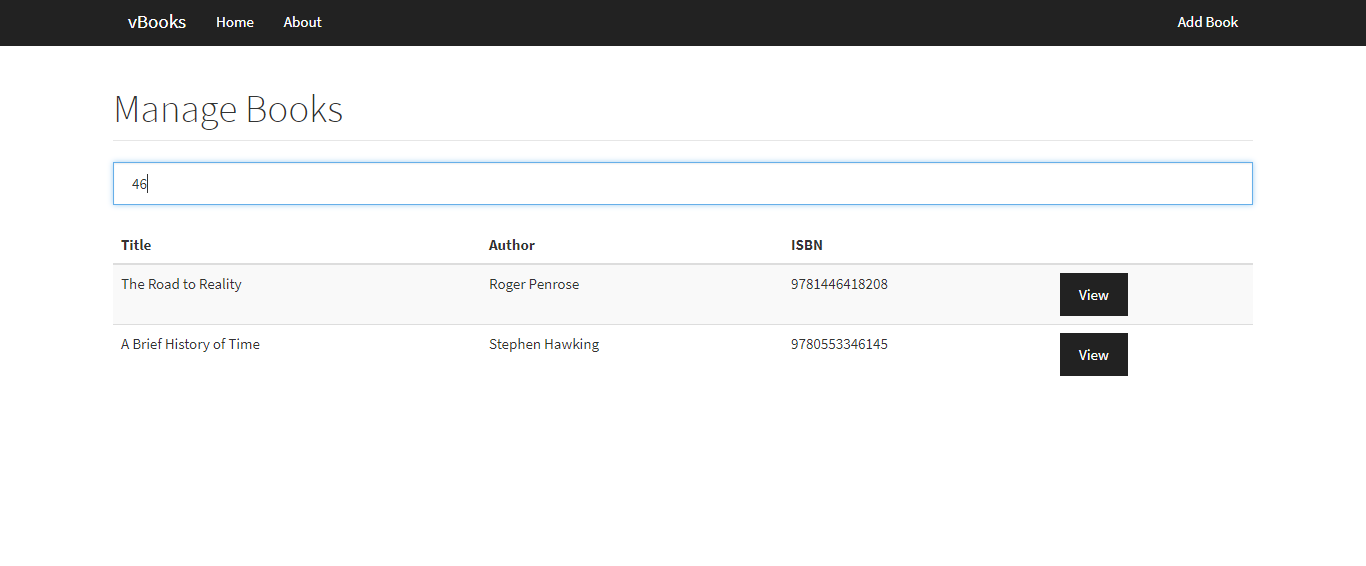 vBooks Home About Add Book
Manage Books
46
Title Author ISBN
The Road to Reality Roger Penrose 9781446418208 View
A Brief History of Time Stephen Hawking 9780553346145 View